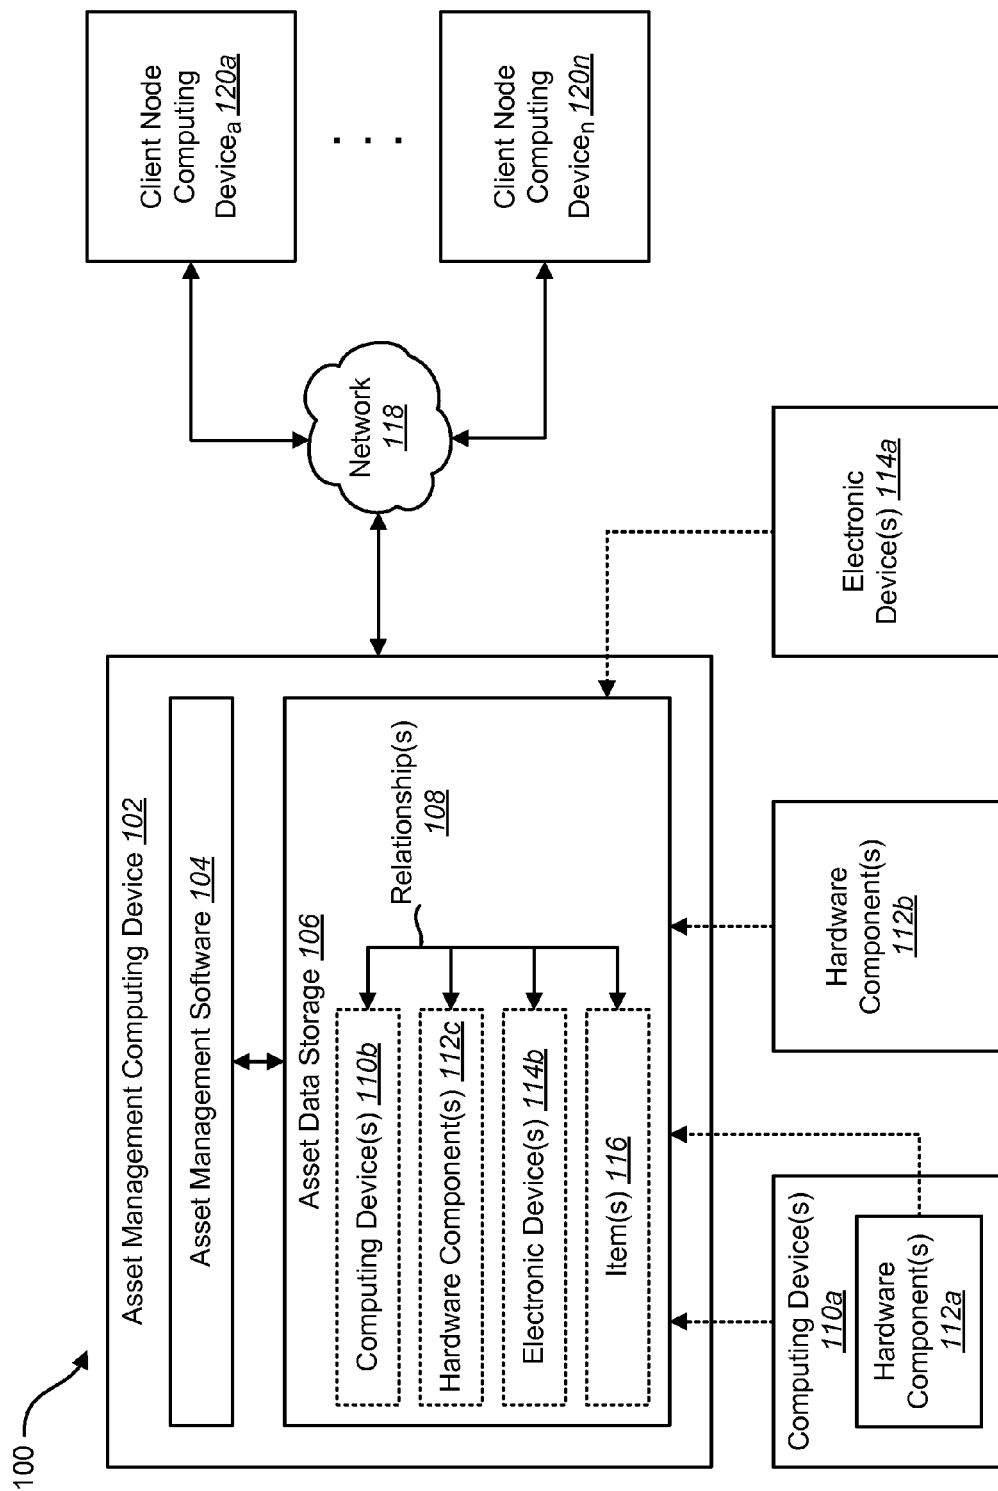 100
Asset Management Computing Device 102
Asset Management Software 104
Asset Data Storage 106
Computing Device(s) 110b
Hardware Component(s) 112c
Electronic Device(s) 114b
Item(s) 116
Relationship(s)
108
Network
118
Client Node
Computing
Deviceₐ 120a
. . .
Client Node
Computing
Deviceₙ 120n
Computing Device(s)
110a
Hardware
Component(s)
112a
Hardware
Component(s)
112b
Electronic
Device(s) 114a